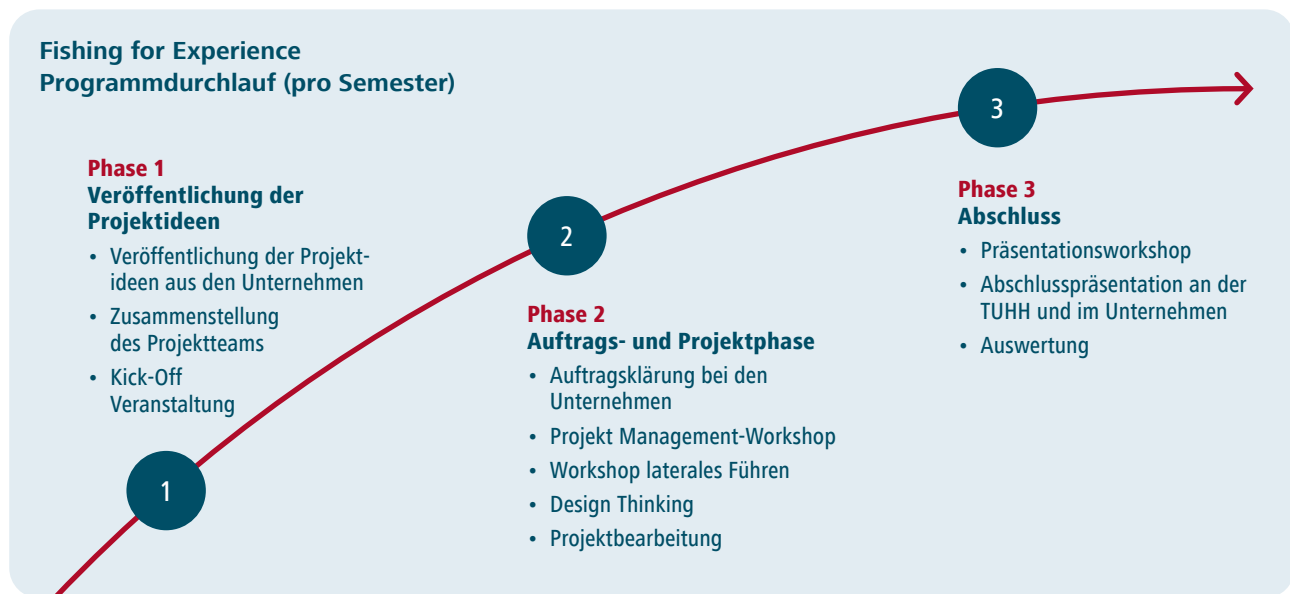 Fishing for Experience
Programmdurchlauf (pro Semester)
Phase 1
Veröffentlichung der
Projektideen
• Veröffentlichung der Projekt-
ideen aus den Unternehmen
• Zusammenstellung
des Projektteams
• Kick-Off
Veranstaltung
1
2
Phase 2
Auftrags- und Projektphase
• Auftragsklärung bei den
Unternehmen
• Projekt Management-Workshop
• Workshop laterales Führen
• Design Thinking
• Projektbearbeitung
3
Phase 3
Abschluss
• Präsentationsworkshop
• Abschlusspräsentation an der
TUHH und im Unternehmen
• Auswertung